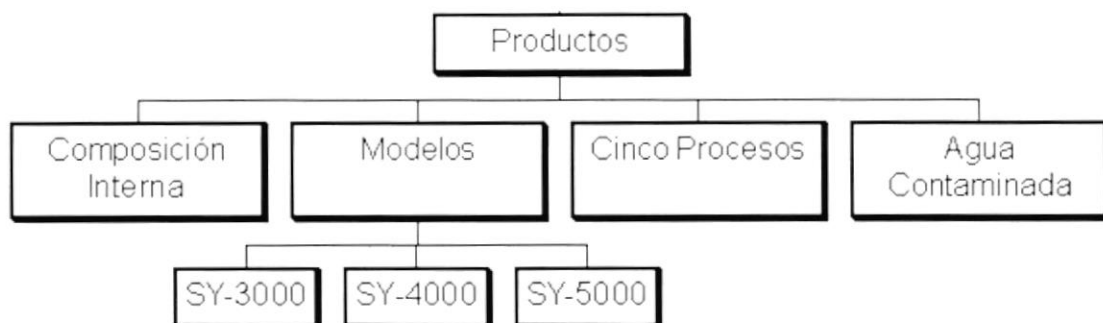 Productos
Composición
Interna
Modelos
Cinco Procesos
Agua
Contaminada
SY-3000
SY-4000
SY-5000